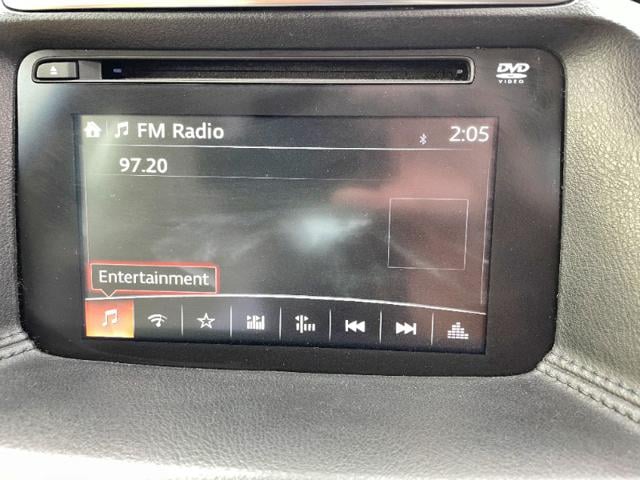 DVD
VIDEO
FM Radio 2:05
97.20
Entertainment